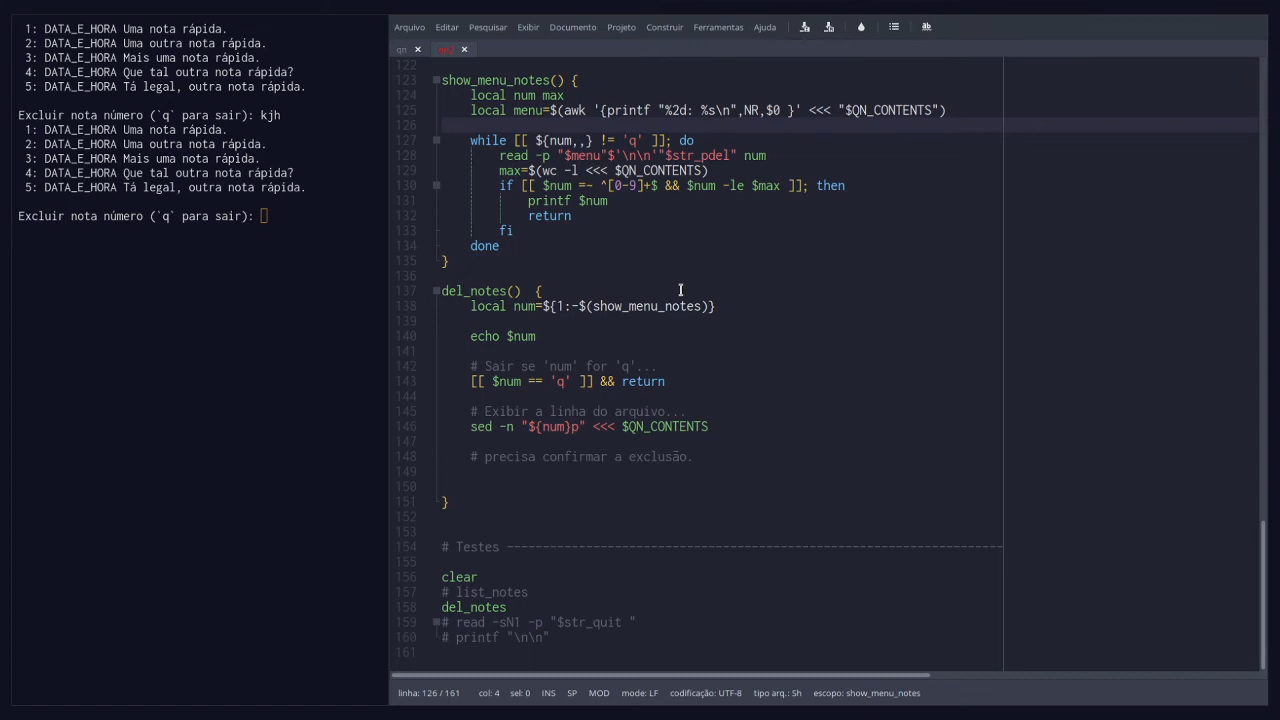 1: DATA_E_HORA Uma nota rápida.
2: DATA_E_HORA Uma outra nota rápida.
3: DATA_E_HORA Mais uma nota rápida.
4: DATA_E_HORA Que tal outra nota rápida?
5: DATA_E_HORA Tá legal, outra nota rápida.
Excluir nota número (`q` para sair): kjh
1: DATA_E_HORA Uma nota rápida.
2: DATA_E_HORA Uma outra nota rápida.
3: DATA_E_HORA Mais uma nota rápida.
4: DATA_E_HORA Que tal outra nota rápida?
5: DATA_E_HORA Tá legal, outra nota rápida.
Excluir nota número (`q` para sair):
Arquivo Editar Pesquisar Exibir Documento Projeto Construir Ferramentas Ajuda
qn
122
123 show_menu_notes() {
124 local num max
125 local menu=$(awk '{printf "%2d: %s\n",NR,$0 }' <<< "$QN_CONTENTS")
126
127 while [[ ${num,,} != 'q' ]]; do
128 read -p "$menu"$'\n\n'"$str_pdel" num
129 max=$(wc -l <<< $QN_CONTENTS)
130 if [[ $num =~ ^[0-9]+$ && $num -le $max ]]; then
131 printf $num
132 return
133 fi
134 done
135 }
136
137 del_notes()  {
138 local num=${1:-$(show_menu_notes)}
139
140 echo $num
141
142 # Sair se 'num' for 'q'...
143 [[ $num == 'q' ]] && return
144
145 # Exibir a linha do arquivo...
146 sed -n "${num}p" <<< $QN_CONTENTS
147
148 # precisa confirmar a exclusão.
149
150
151 }
152
153
154 # Testes ---------------------------------------------------------------------
155
156 clear
157 # list_notes
158 del_notes
159 # read -sN1 -p "$str_quit "
160 # printf "\n\n"
161
linha: 126 / 161 col: 4 sel: 0 INS SP MOD mode: LF codificação: UTF-8 tipo arq.: Sh escopo: show_menu_notes